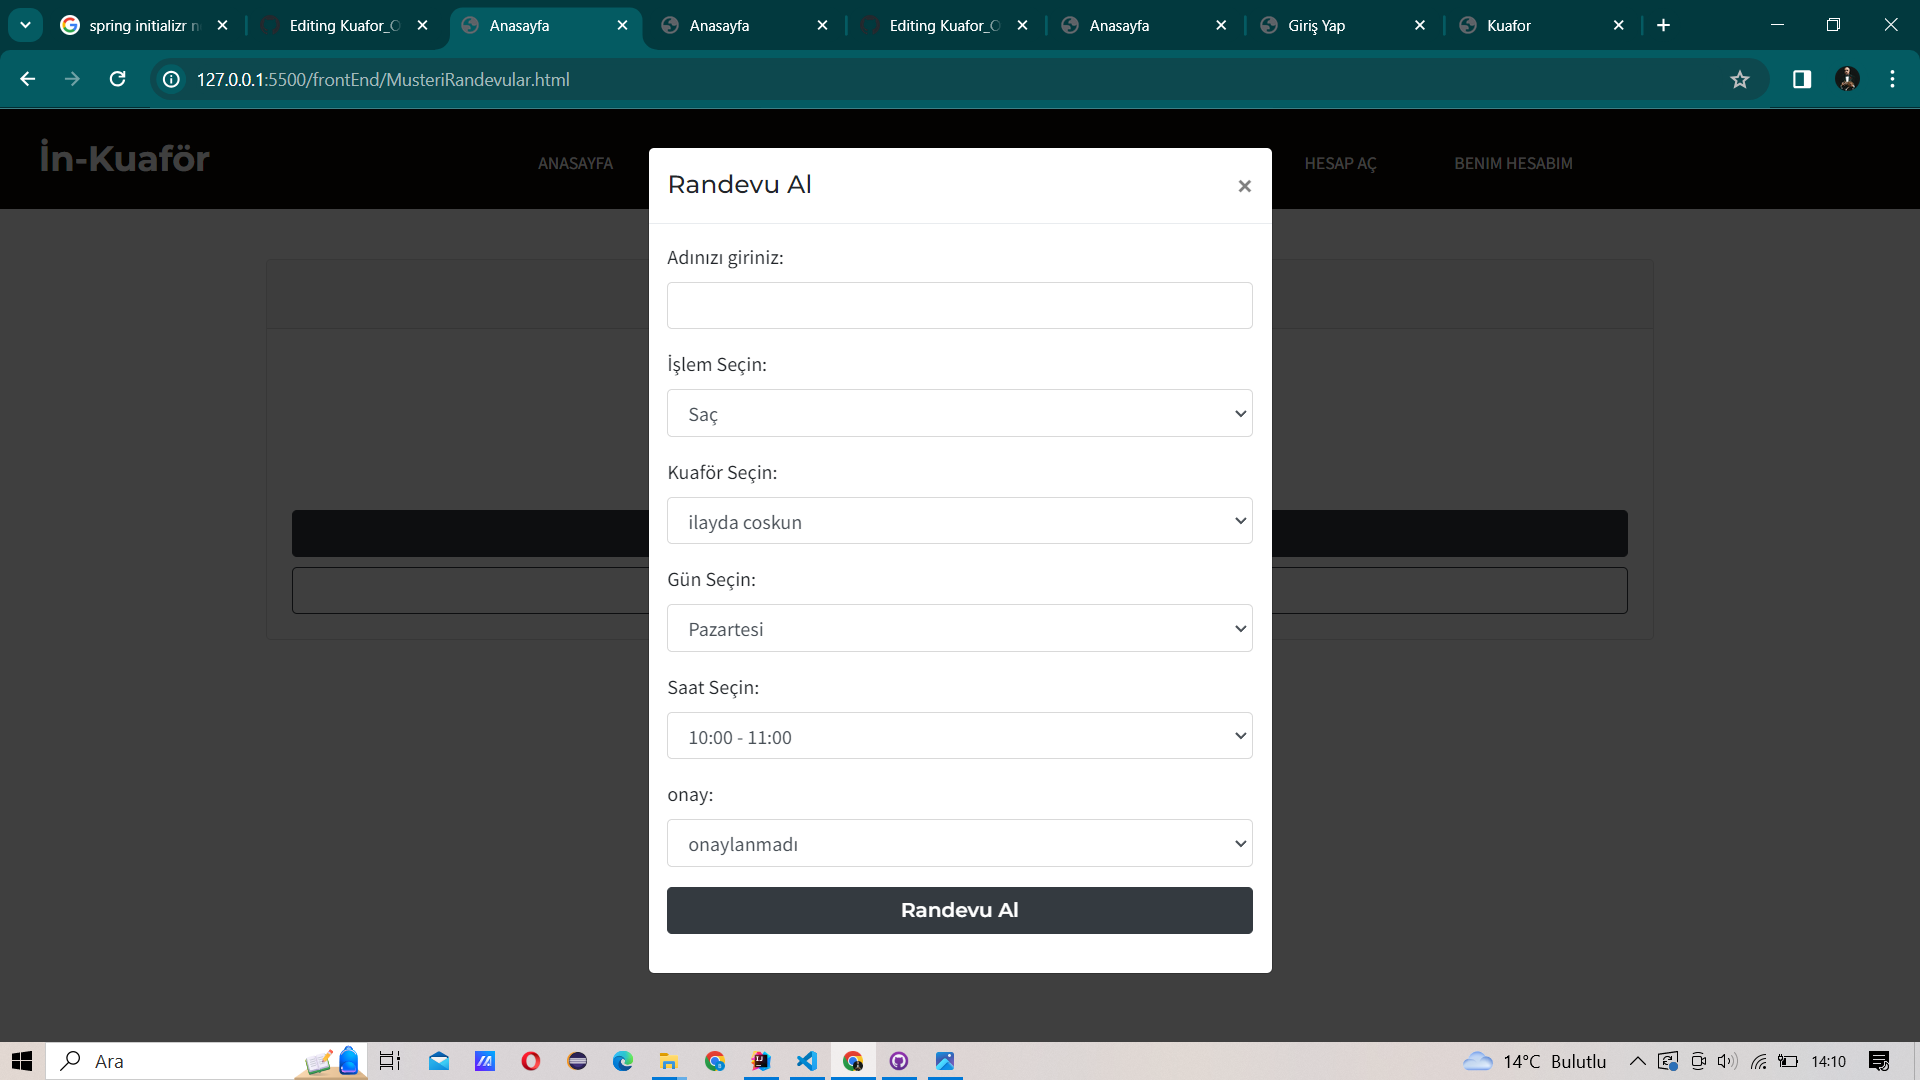 spring initializr n
Editing Kuafor_O
Anasayfa
Anasayfa
Editing Kuafor_O
Anasayfa
Giriş Yap
Kuafor
127.0.0.1:5500/frontEnd/MusteriRandevular.html
İn-Kuaför
ANASAYFA
HESAP AÇ
BENIM HESABIM
Randevu Al
×
Adınızı giriniz:
İşlem Seçin:
Saç
Kuaför Seçin:
ilayda coskun
Gün Seçin:
Pazartesi
Saat Seçin:
10:00 - 11:00
onay:
onaylanmadı
Randevu Al
Ara
14°C Bulutlu
14:10